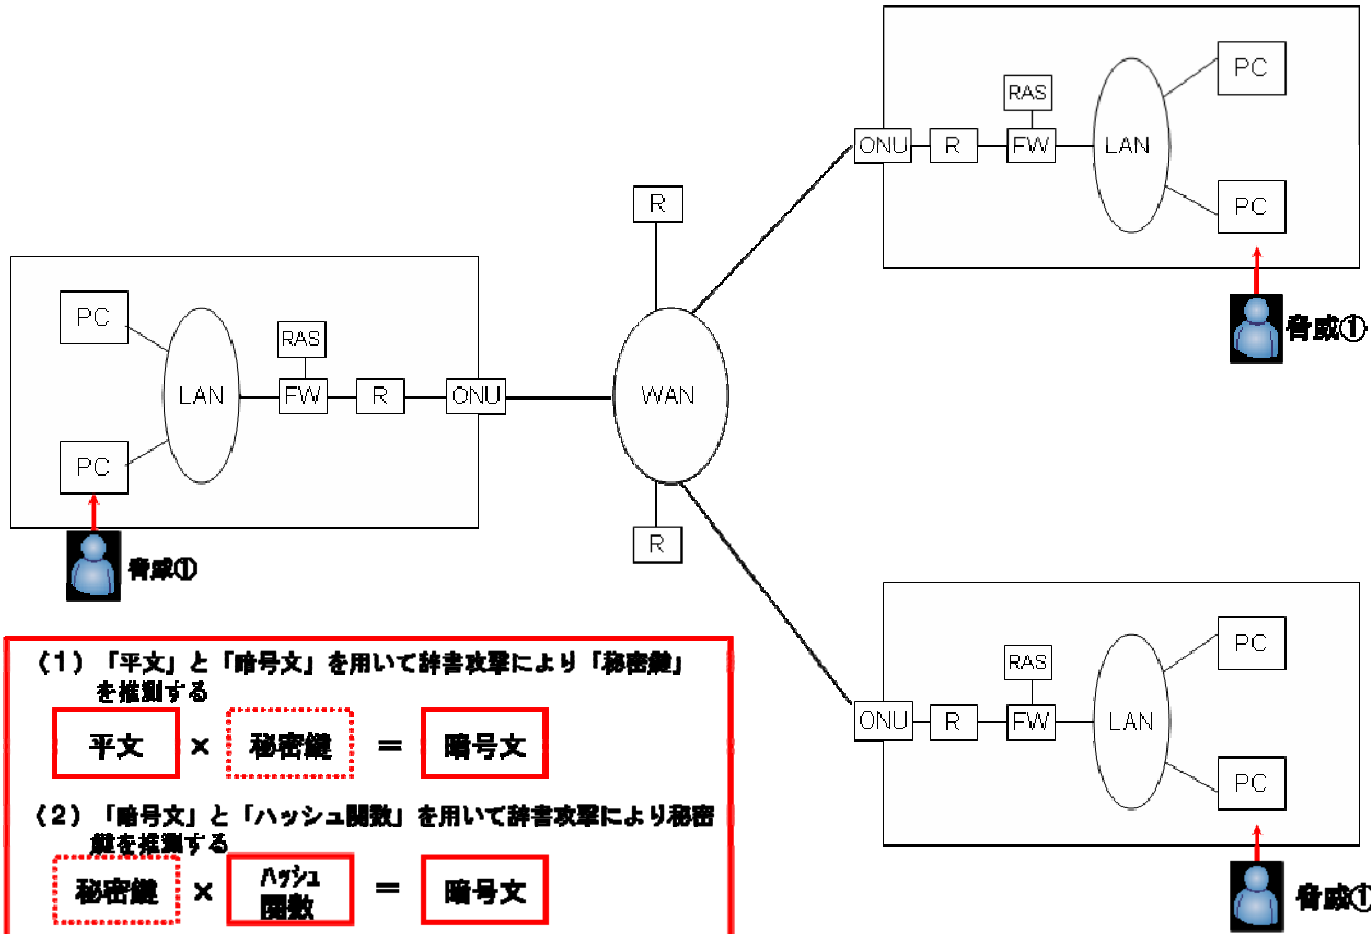 PC
RAS
ONU
R
FW
LAN
PC
R
PC
RAS
LAN
FW
R
ONU
WAN
PC
脅威①
脅威①
R
PC
RAS
ONU
R
FW
LAN
PC
脅威①
(1)「平文」と「暗号文」を用いて辞書攻撃により「秘密鍵」
を推測する
平文 × 秘密鍵 = 暗号文
(2)「暗号文」と「ハッシュ関数」を用いて辞書攻撃により秘密
鍵を推測する
秘密鍵 × ハッシュ
関数 = 暗号文